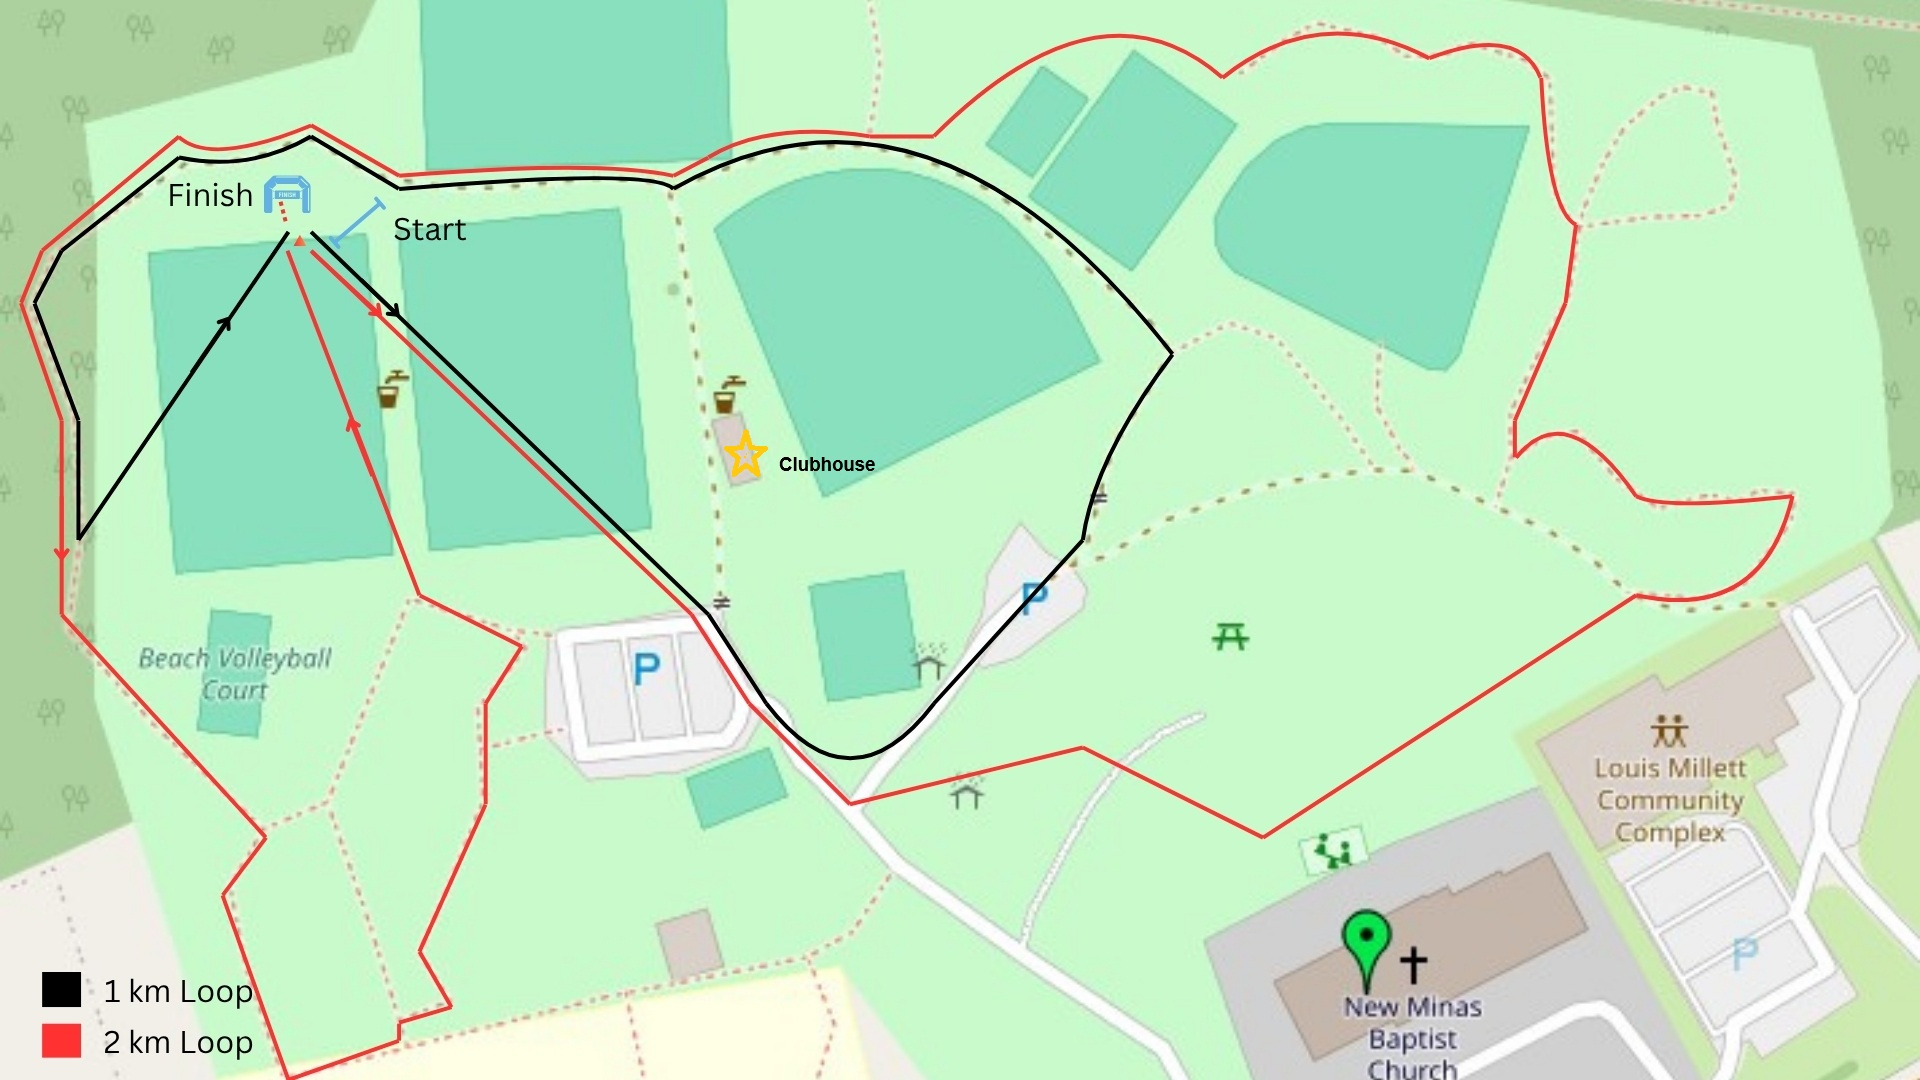 Finish
FINISH
Start
Clubhouse
P
P
Beach Volleyball
Court
Louis Millett
Community
Complex
P
New Minas
Baptist
Church
1 km Loop
2 km Loop